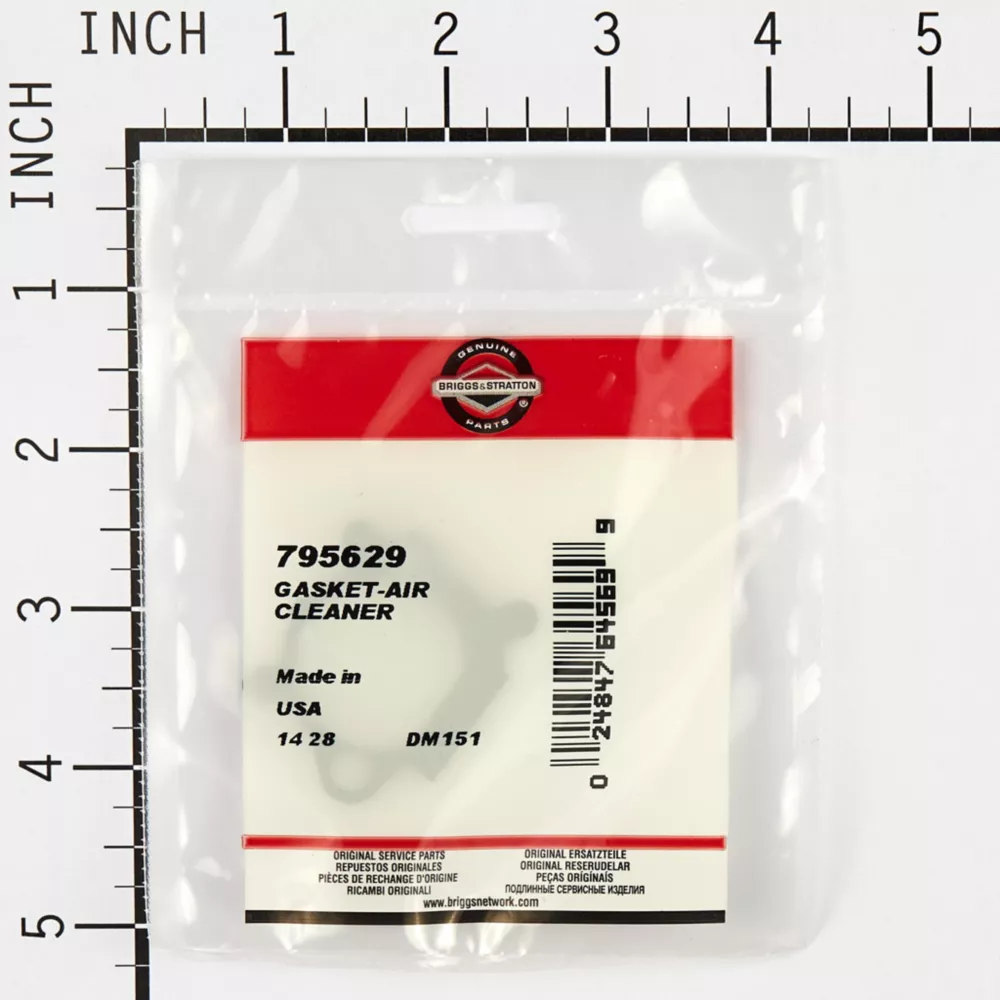 INCH 1 2 3 4 5
INCH
1
2
3
4
5
GENUINE
BRIGGS & STRATTON
®
PARTS
795629
GASKET-AIR
CLEANER
Made in
USA
14 28 DM151
0 24847 64569 9
ORIGINAL SERVICE PARTS
REPUESTOS ORIGINALES
PIÈCES DE RECHANGE D'ORIGINE
RICAMBI ORIGINALI
ORIGINAL ERSATZTEILE
ORIGINAL RESERUDELAR
PEÇAS ORIGÍNAIS
ПОДЛИННЫЕ СЕРВИСНЫЕ ИЗДЕЛИЯ
www.briggsnetwork.com